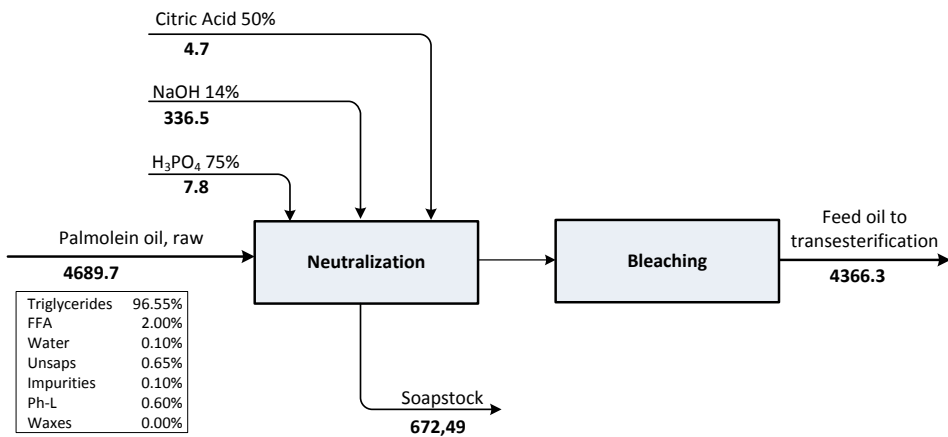 Citric Acid 50%
4.7
NaOH 14%
336.5
H₃PO₄ 75%
7.8
Palmolein oil, raw
4689.7
Neutralization
Bleaching
Feed oil to
transesterification
4366.3
Triglycerides 96.55%
FFA 2.00%
Water 0.10%
Unsaps 0.65%
Impurities 0.10%
Ph-L 0.60%
Waxes 0.00%
Soapstock
672,49